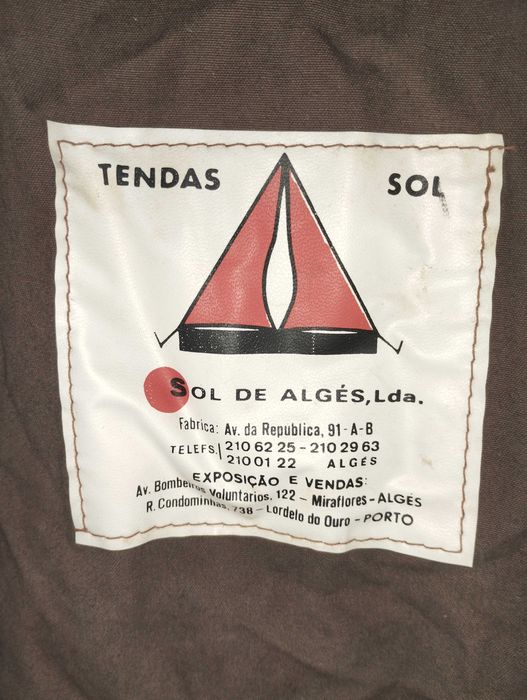 TENDAS SOL
SOL DE ALGÉS, Lda.
Fabrica: Av. da Republica, 91-A-B
TELEFS. 210 62 25 - 210 29 63
210 01 22 ALGÉS
EXPOSIÇÃO E VENDAS:
Av. Bombeiros Voluntarios, 122 - Miraflores - ALGÉS
R. Condominhas, 738 - Lordelo do Ouro - PORTO